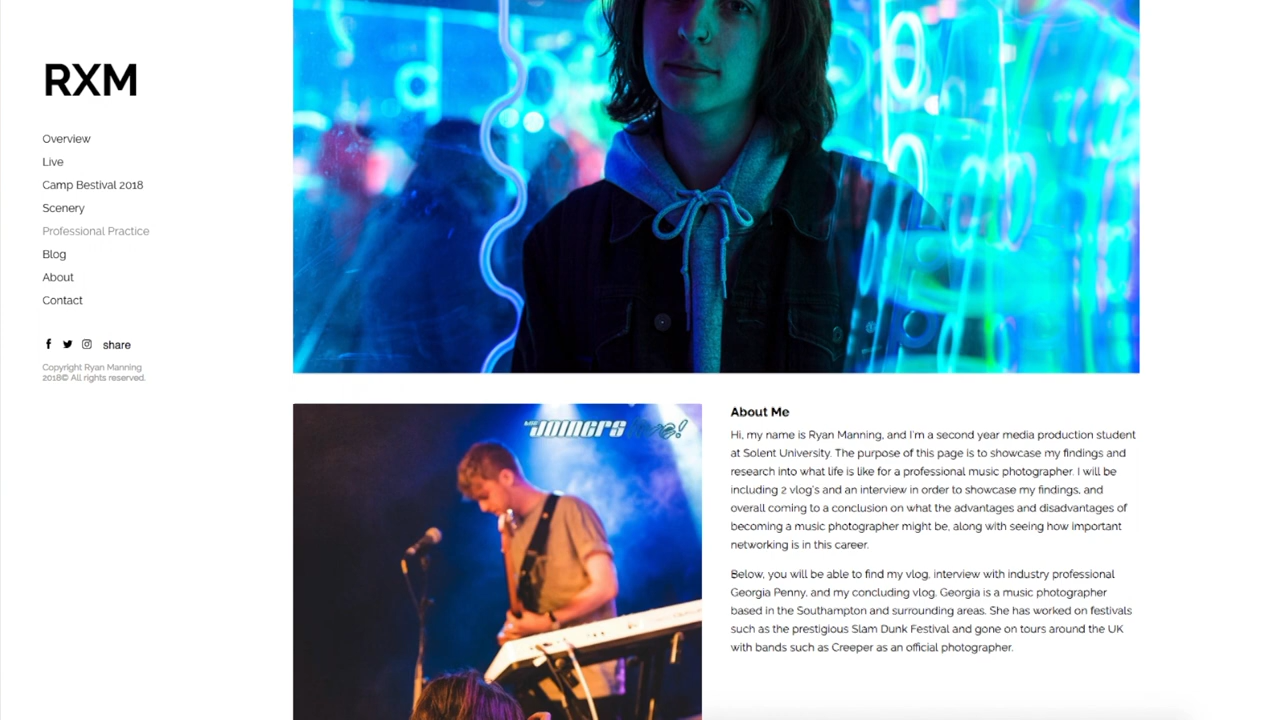 RXM
Overview
Live
Camp Bestival 2018
Scenery
Professional Practice
Blog
About
Contact
share
Copyright Ryan Manning
2018© All rights reserved.
JOINERS live!
About Me
Hi, my name is Ryan Manning, and I'm a second year media production student
at Solent University. The purpose of this page is to showcase my findings and
research into what life is like for a professional music photographer. I will be
including 2 vlog's and an interview in order to showcase my findings, and
overall coming to a conclusion on what the advantages and disadvantages of
becoming a music photographer might be, along with seeing how important
networking is in this career.
Below, you will be able to find my vlog, interview with industry professional
Georgia Penny, and my concluding vlog. Georgia is a music photographer
based in the Southampton and surrounding areas. She has worked on festivals
such as the prestigious Slam Dunk Festival and gone on tours around the UK
with bands such as Creeper as an official photographer.